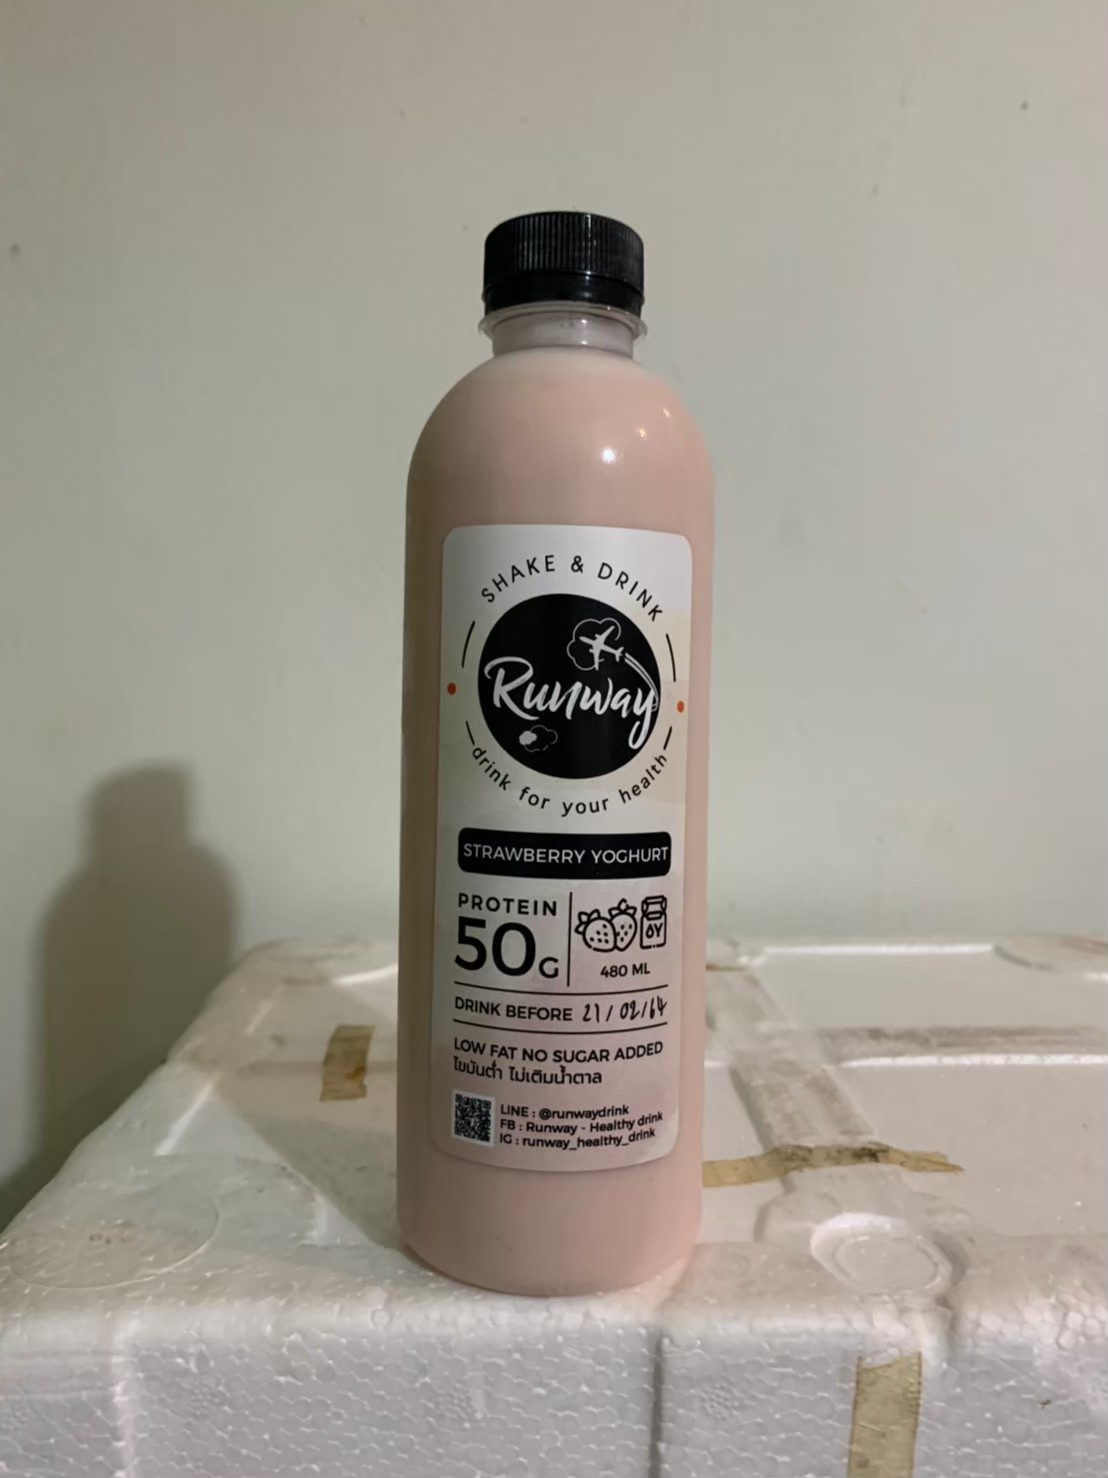 SHAKE & DRINK
Runway
drink for your health
STRAWBERRY YOGHURT
PROTEIN
50G
6Y
480 ML
DRINK BEFORE 21/02/64
LOW FAT NO SUGAR ADDED
ไขมันต่ำ ไม่เติมน้ำตาล
LINE : @runwaydrink
FB : Runway - Healthy drink
IG : runway_healthy_drink